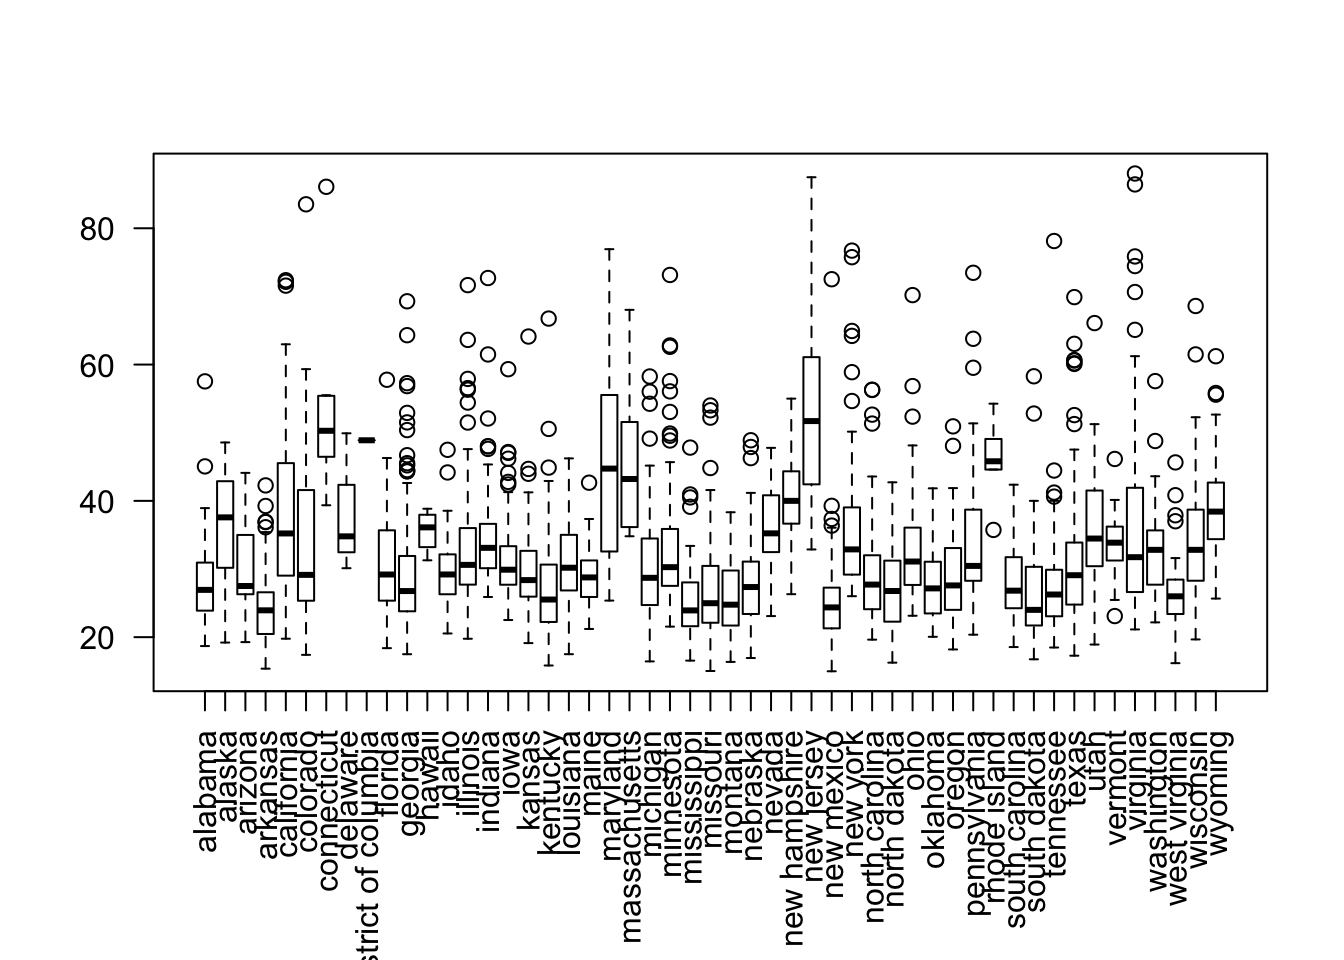 80
60
40
20
alabama
alaska
arizona
arkansas
california
colorado
connecticut
delaware
strict of columbia
florida
georgia
hawaii
idaho
illinois
indiana
iowa
kansas
kentucky
louisiana
maine
maryland
massachusetts
michigan
minnesota
mississippi
missouri
montana
nebraska
nevada
new hampshire
new jersey
new mexico
new york
north carolina
north dakota
ohio
oklahoma
oregon
pennsylvania
rhode island
south carolina
south dakota
tennessee
texas
utah
vermont
virginia
washington
west virginia
wisconsin
wyoming